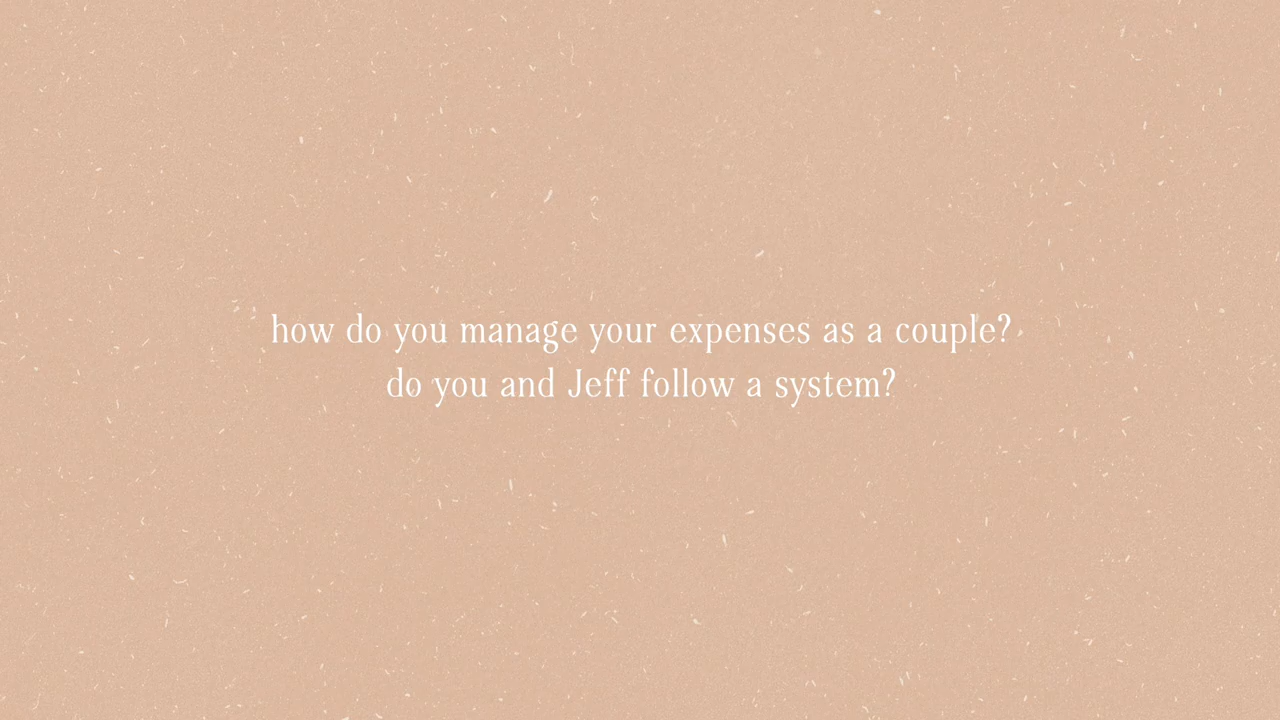 how do you manage your expenses as a couple?
do you and Jeff follow a system?